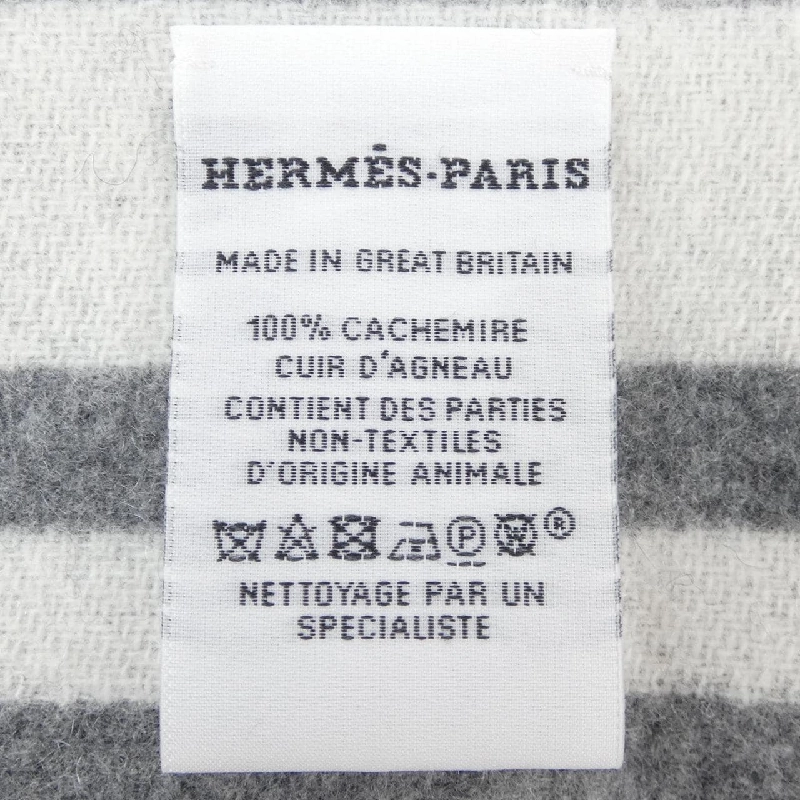 HERMÈS-PARIS
MADE IN GREAT BRITAIN
100% CACHEMIRE
CUIR D'AGNEAU
CONTIENT DES PARTIES
NON-TEXTILES
D'ORIGINE ANIMALE
P W ®
NETTOYAGE PAR UN
SPECIALISTE